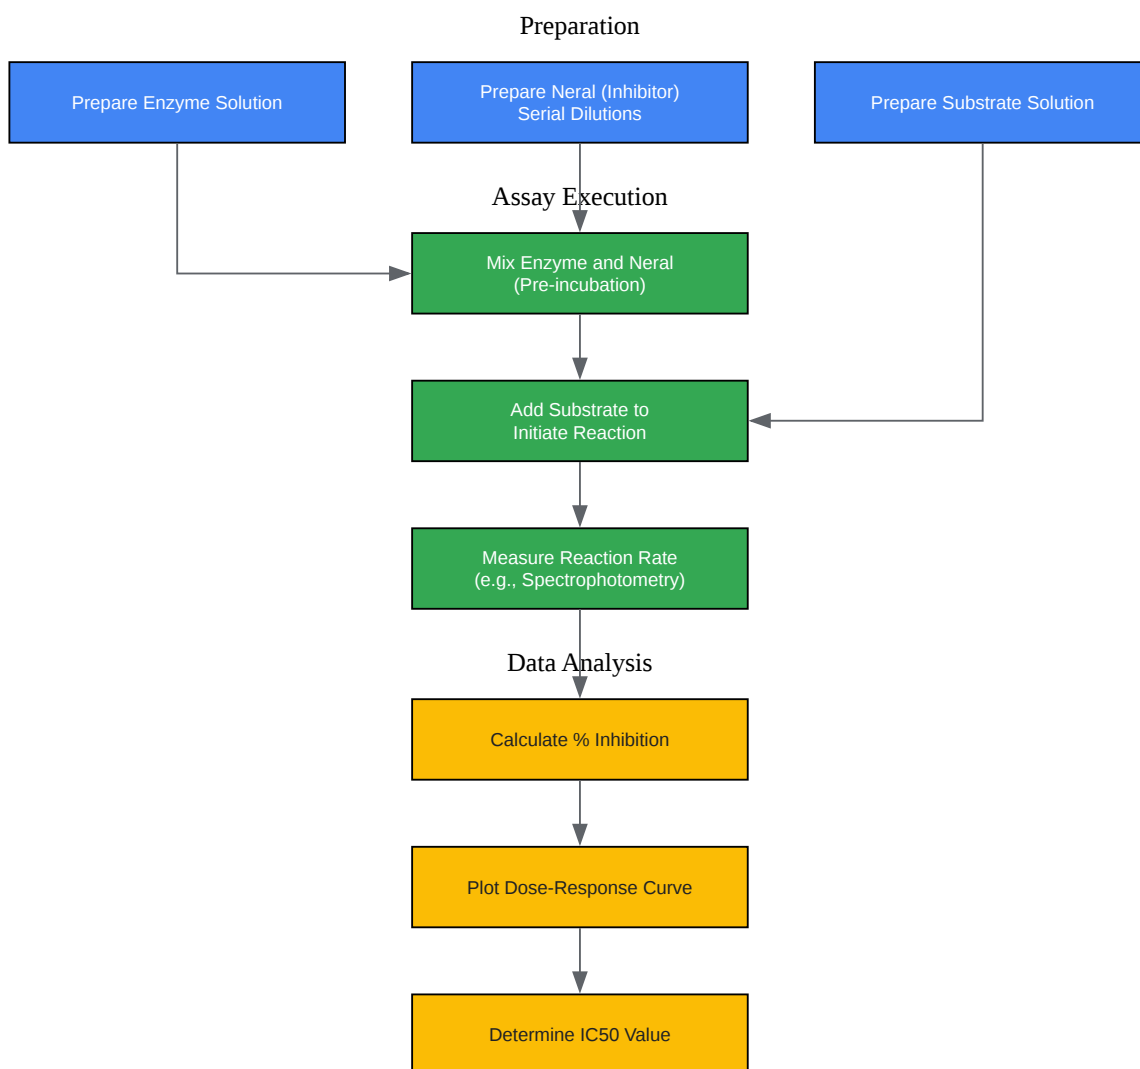 Preparation
Prepare Enzyme Solution
Prepare Neral (Inhibitor)
Serial Dilutions
Prepare Substrate Solution
Assay Execution
Mix Enzyme and Neral
(Pre-incubation)
Add Substrate to
Initiate Reaction
Measure Reaction Rate
(e.g., Spectrophotometry)
Data Analysis
Calculate % Inhibition
Plot Dose-Response Curve
Determine IC50 Value